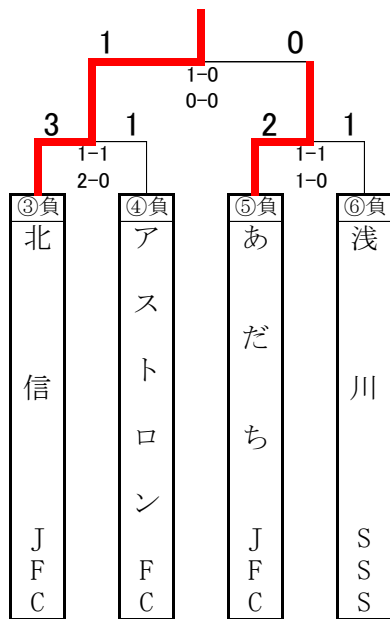 1 0
1-0
0-0
3 1 2 1
1-1 1-1
2-0 1-0
③負 ④負 ⑤負 ⑥負
北信JFC
アストロンFC
あだちJFC
浅川SSS